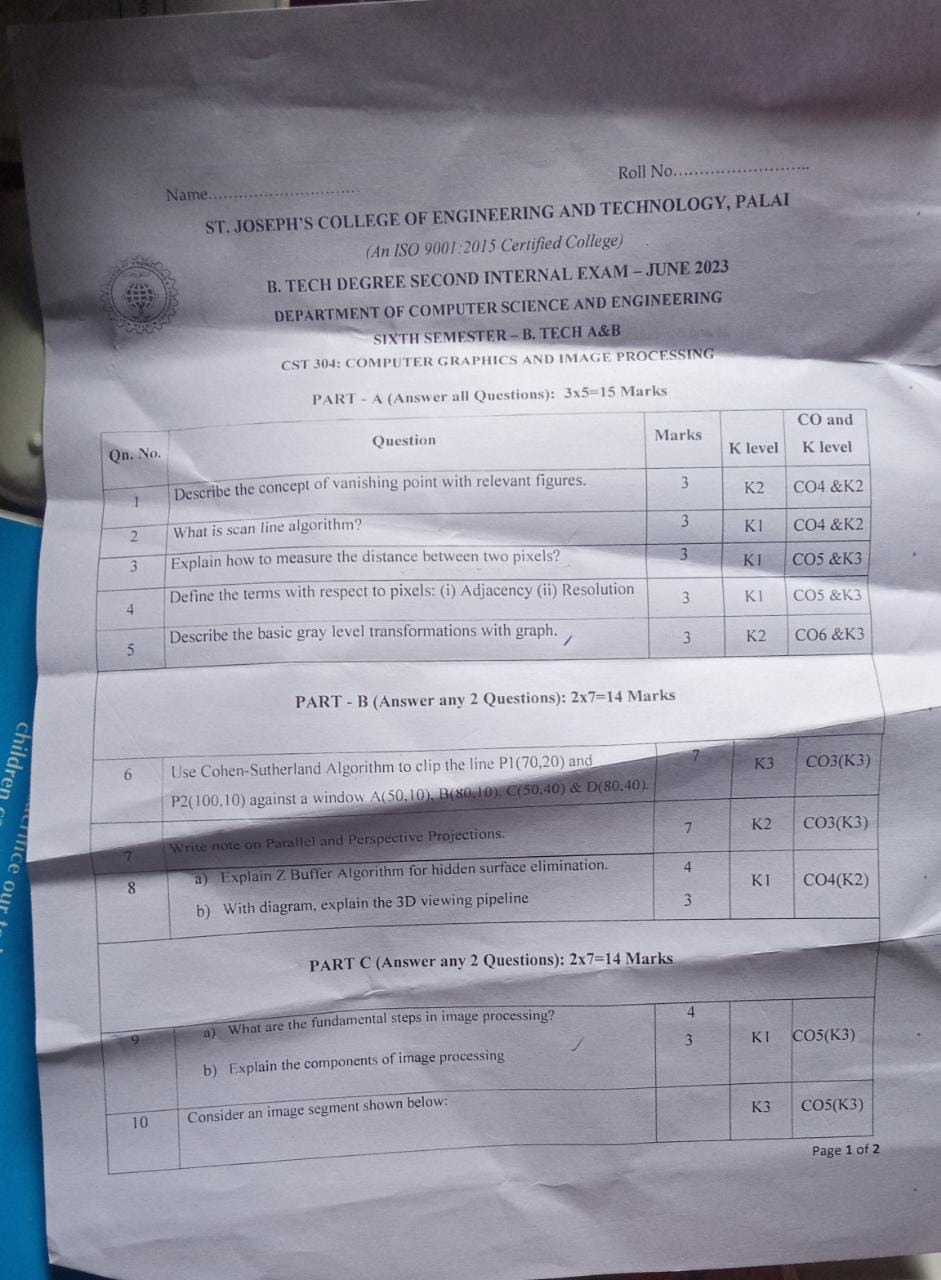 Roll No............................
Name.............................
ST. JOSEPH'S COLLEGE OF ENGINEERING AND TECHNOLOGY, PALAI
(An ISO 9001:2015 Certified College)
B. TECH DEGREE SECOND INTERNAL EXAM – JUNE 2023
DEPARTMENT OF COMPUTER SCIENCE AND ENGINEERING
SIXTH SEMESTER – B. TECH A&B
CST 304: COMPUTER GRAPHICS AND IMAGE PROCESSING
PART - A (Answer all Questions): 3x5=15 Marks
Qn. No. Question Marks K level CO and K level
1 Describe the concept of vanishing point with relevant figures. 3 K2 CO4 &K2
2 What is scan line algorithm? 3 K1 CO4 &K2
3 Explain how to measure the distance between two pixels? 3 K1 CO5 &K3
4 Define the terms with respect to pixels: (i) Adjacency (ii) Resolution 3 K1 CO5 &K3
5 Describe the basic gray level transformations with graph. 3 K2 CO6 &K3
PART - B (Answer any 2 Questions): 2x7=14 Marks
6 Use Cohen-Sutherland Algorithm to clip the line P1(70,20) and 7 K3 CO3(K3)
P2(100,10) against a window A(50,10), B(80,10), C(50,40) & D(80,40).
7 Write note on Parallel and Perspective Projections. 7 K2 CO3(K3)
8 a) Explain Z Buffer Algorithm for hidden surface elimination. 4 K1 CO4(K2)
b) With diagram, explain the 3D viewing pipeline 3
PART C (Answer any 2 Questions): 2x7=14 Marks
9 a) What are the fundamental steps in image processing? 4 K1 CO5(K3)
b) Explain the components of image processing 3
10 Consider an image segment shown below: K3 CO5(K3)
Page 1 of 2
children
our